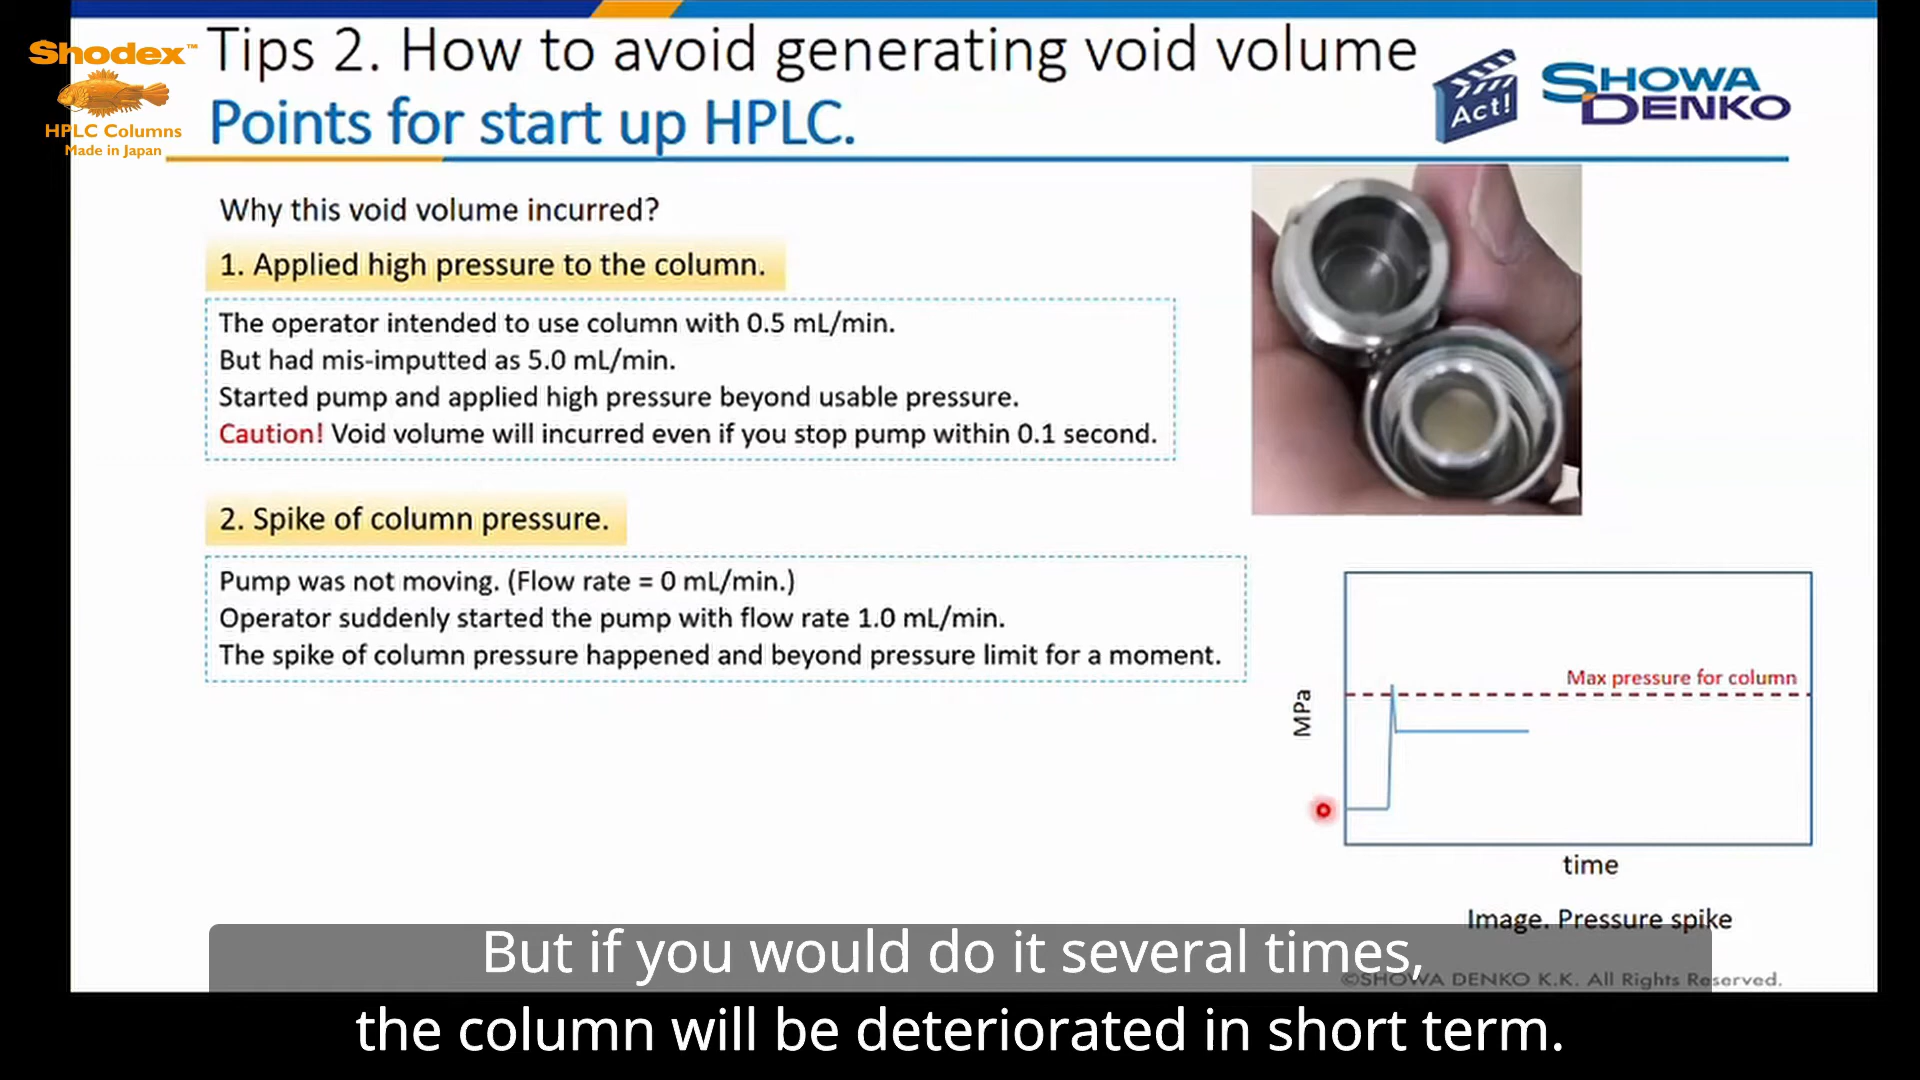 Shodex™
HPLC Columns
Made in Japan
Tips 2. How to avoid generating void volume
Points for start up HPLC.
Act!
SHOWA
DENKO
Why this void volume incurred?
1. Applied high pressure to the column.
The operator intended to use column with 0.5 mL/min.
But had mis-imputted as 5.0 mL/min.
Started pump and applied high pressure beyond usable pressure.
Caution! Void volume will incurred even if you stop pump within 0.1 second.
2. Spike of column pressure.
Pump was not moving. (Flow rate = 0 mL/min.)
Operator suddenly started the pump with flow rate 1.0 mL/min.
The spike of column pressure happened and beyond pressure limit for a moment.
Max pressure for column
MPa
time
Image. Pressure spike
©SHOWA DENKO K.K. All Rights Reserved.
But if you would do it several times,
the column will be deteriorated in short term.